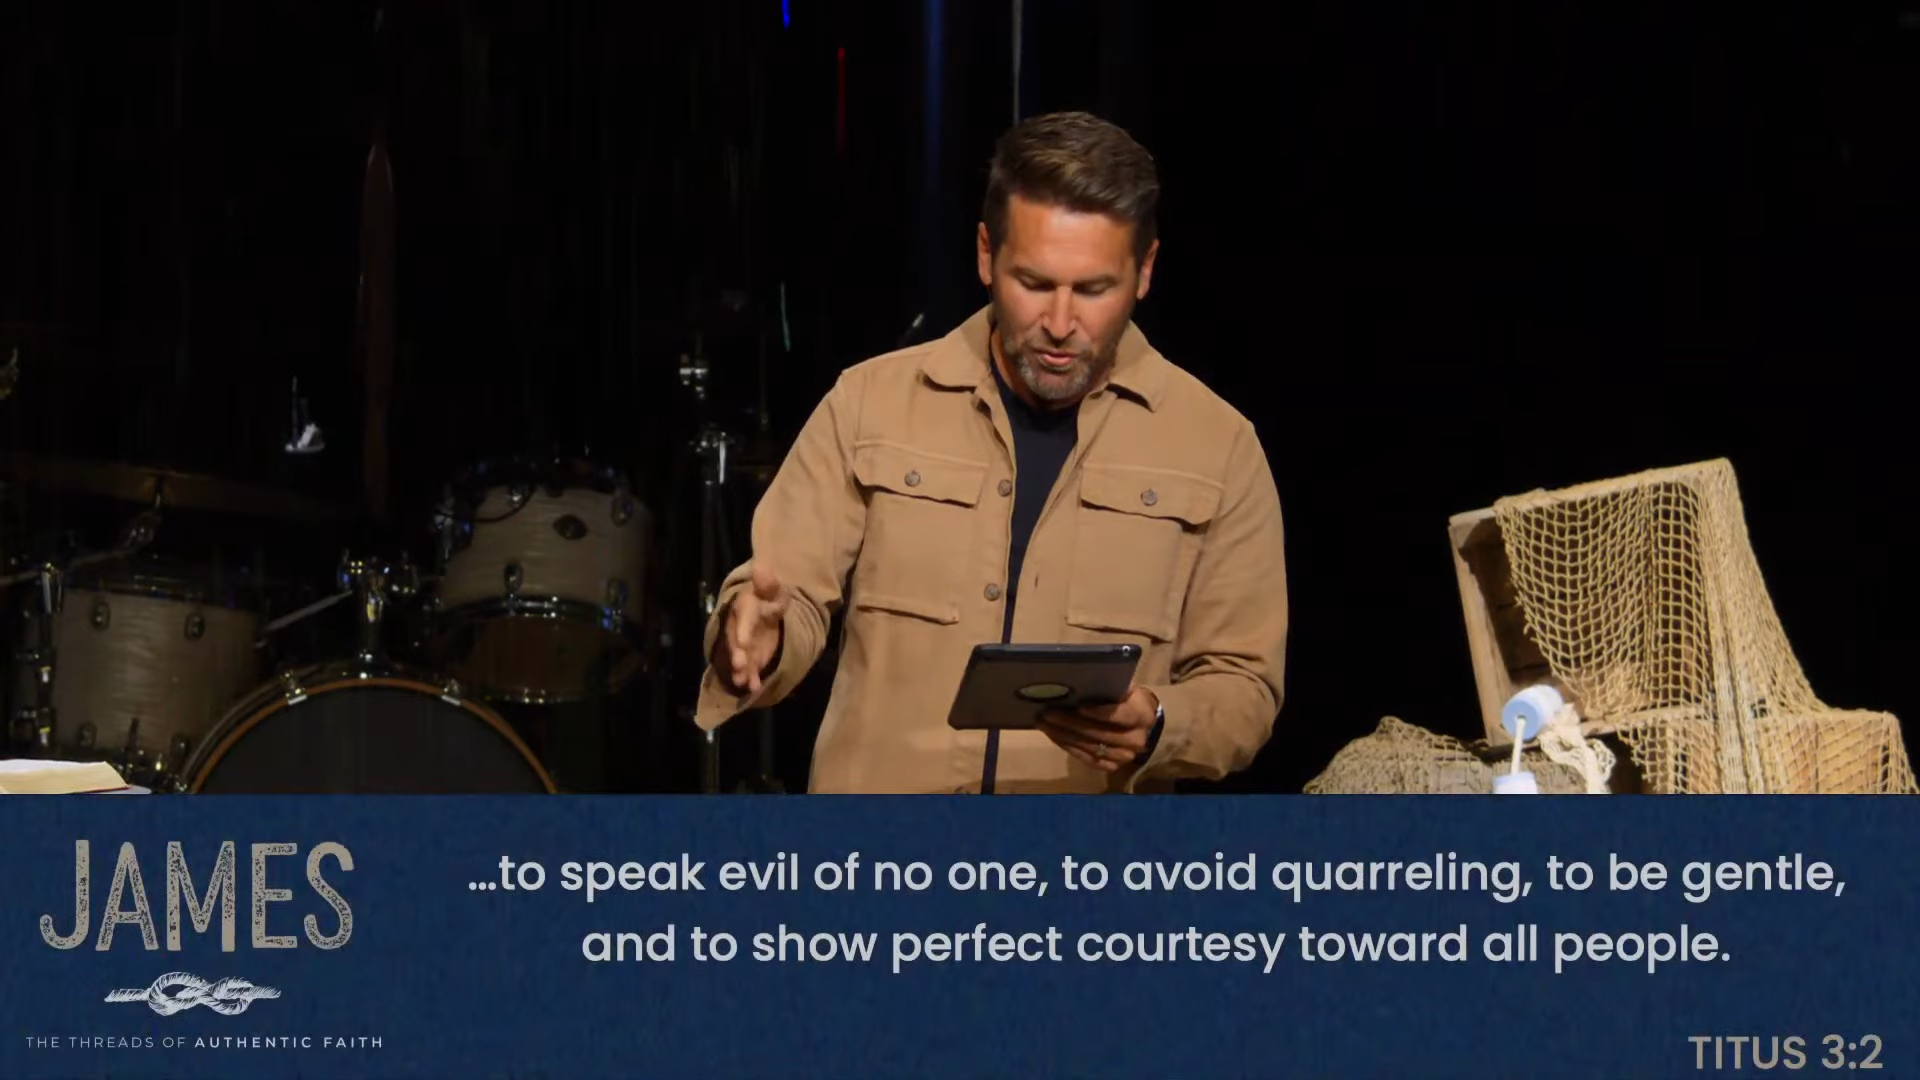 JAMES
THE THREADS OF AUTHENTIC FAITH
...to speak evil of no one, to avoid quarreling, to be gentle,
and to show perfect courtesy toward all people.
TITUS 3:2